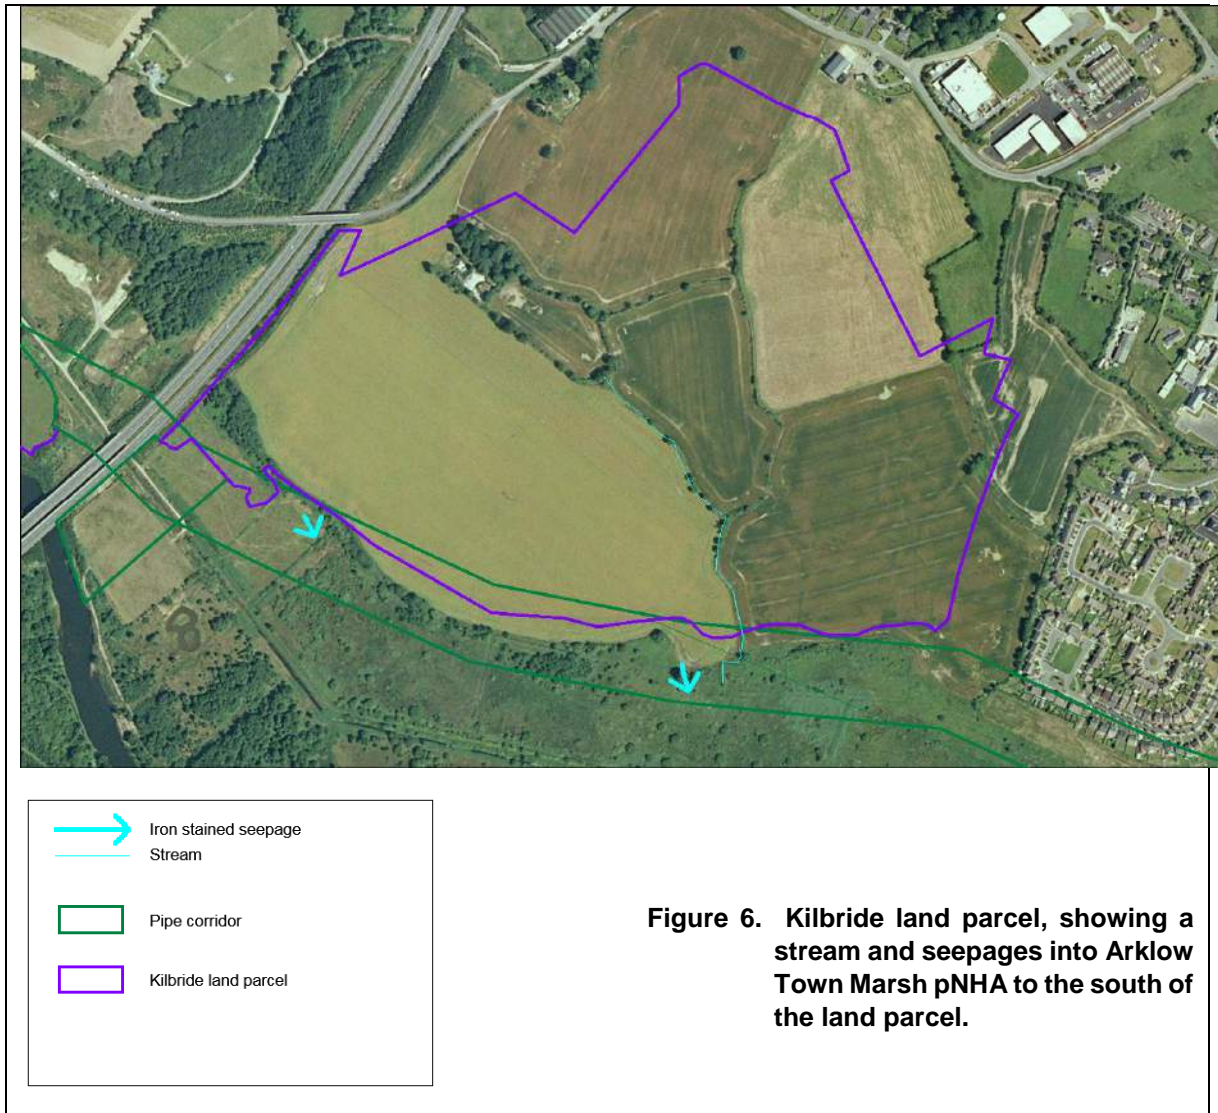 Iron stained seepage
Stream
Pipe corridor
Kilbride land parcel
Figure 6. Kilbride land parcel, showing a
stream and seepages into Arklow
Town Marsh pNHA to the south of
the land parcel.